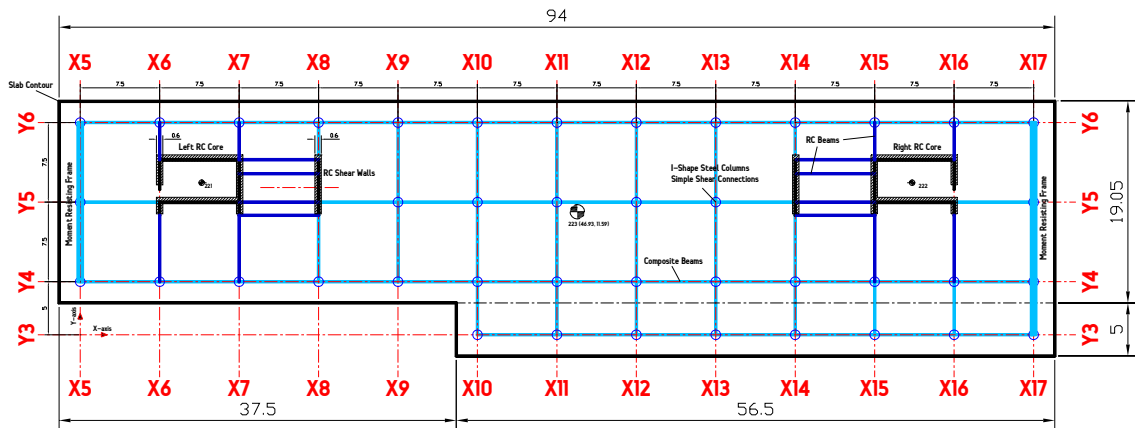 94
X5 X6 X7 X8 X9 X10 X11 X12 X13 X14 X15 X16 X17
7.5 7.5 7.5 7.5 7.5 7.5 7.5 7.5 7.5 7.5 7.5 7.5
Slab Contour
Y6 Y6
0.6 0.6
Left RC Core RC Beams Right RC Core
7.5
RC Shear Walls
I-Shape Steel Columns
Simple Shear Connections
221 222
Moment Resisting Frame Moment Resisting Frame
Y5 Y5
19.05
223 (46.93, 11.59)
7.5
Composite Beams
Y4 Y4
5
Y-axis
X-axis
Y3 Y3
5
X5 X6 X7 X8 X9 X10 X11 X12 X13 X14 X15 X16 X17
37.5 56.5